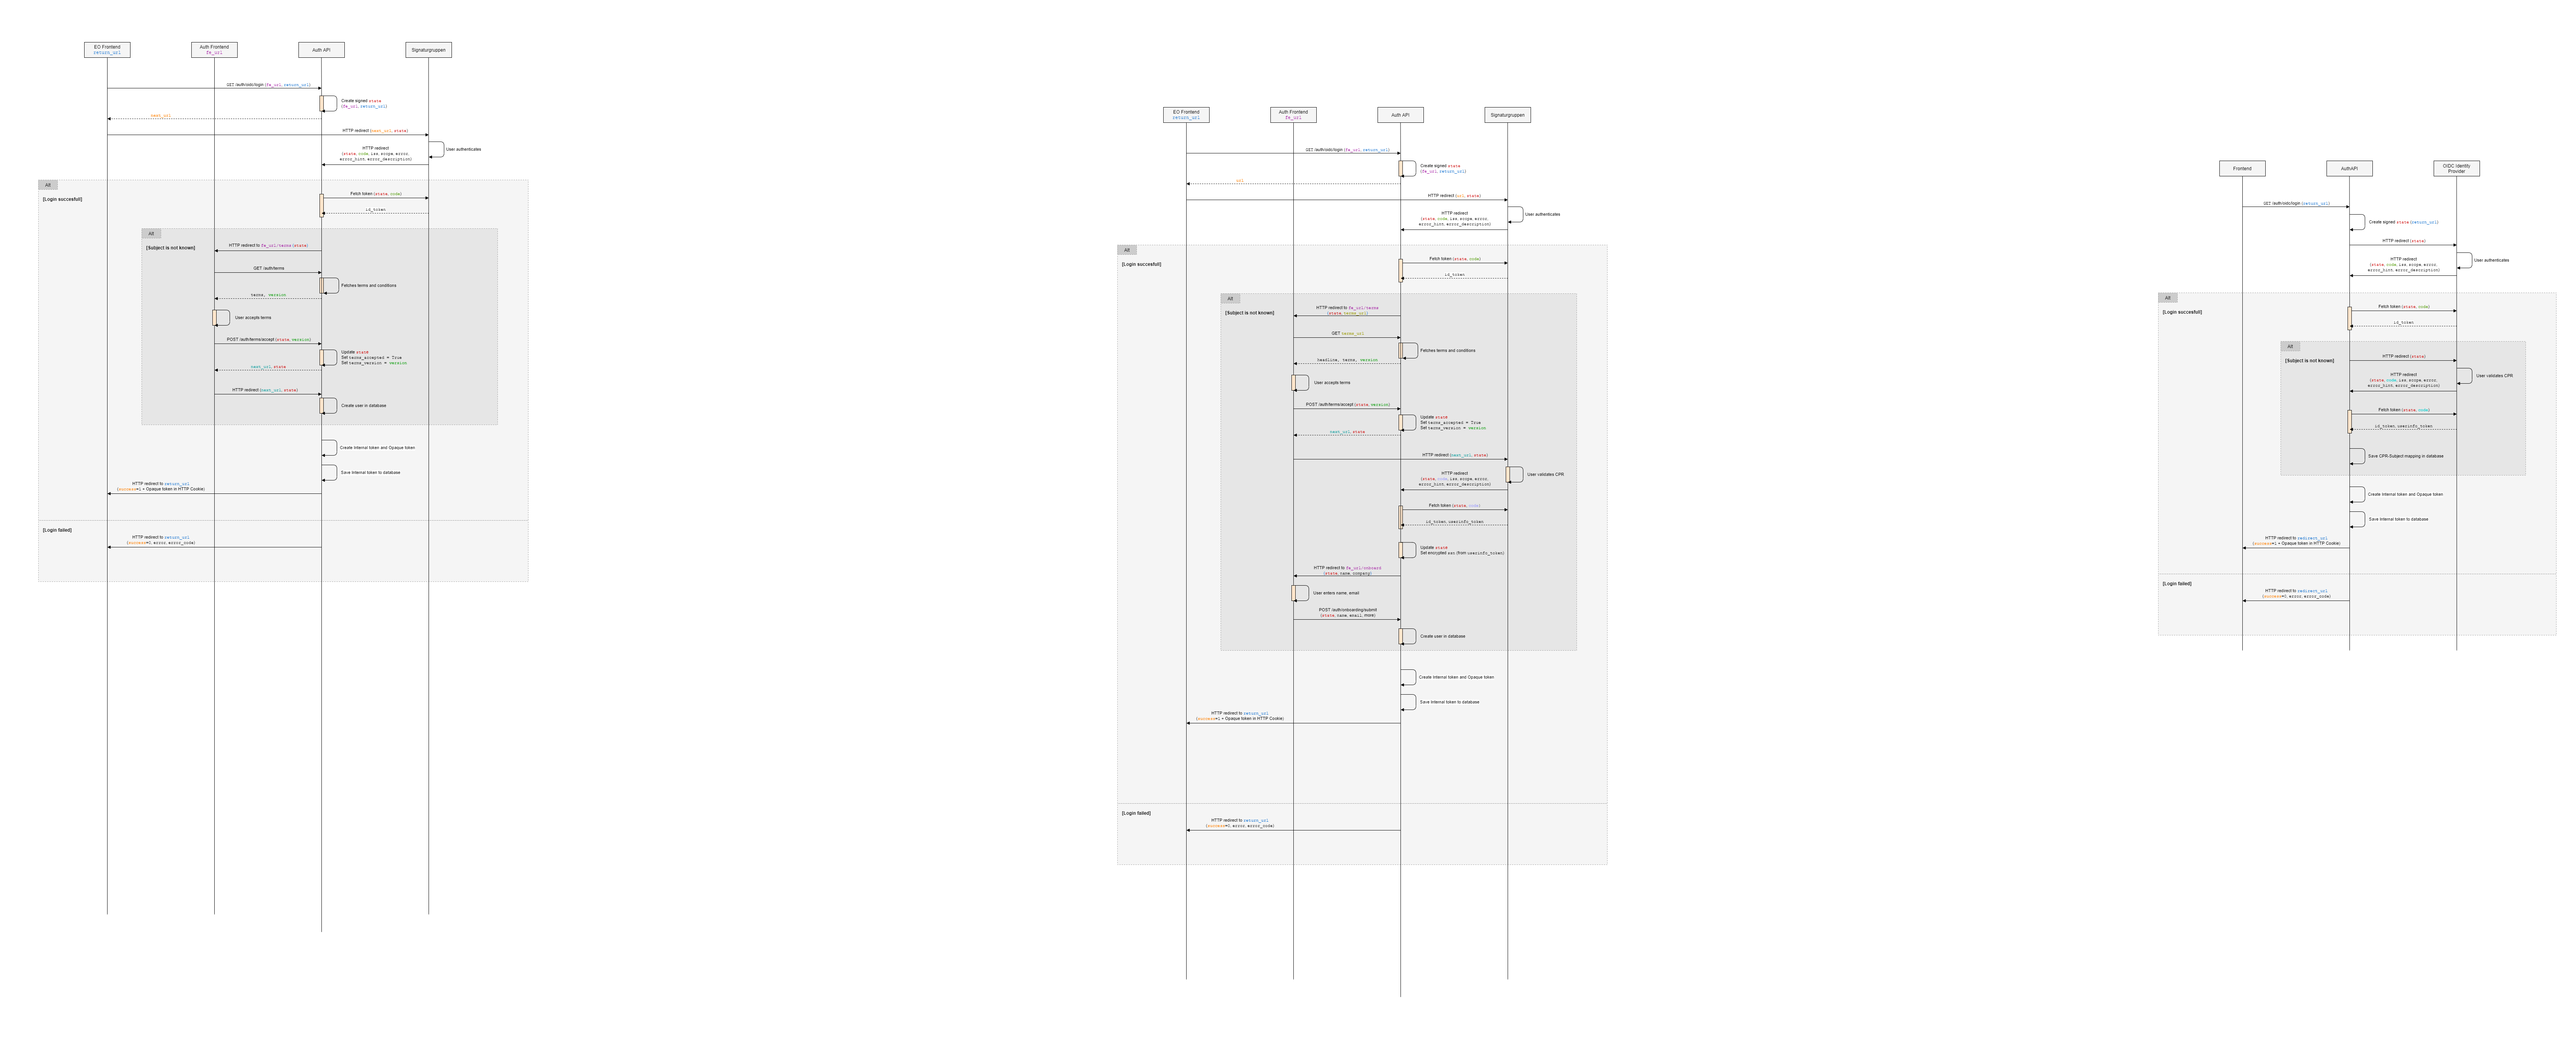 EO Frontend
return_url
Auth Frontend
fe_url
Auth API
Signaturgruppen
GET /auth/oidc/login (fe_url, return_url)
Create signed state
(fe_url, return_url)
next_url
HTTP redirect (next_url, state)
User authenticates
HTTP redirect
(state, code, iss, scope, error,
error_hint, error_description)
Alt
[Login succesfull]
Fetch token (state, code)
id_token
Alt
[Subject is not known]
HTTP redirect to fe_url/terms (state)
GET /auth/terms
Fetches terms and conditions
terms, version
User accepts terms
POST /auth/terms/accept (state, version)
Update state
Set terms_accepted = True
Set terms_version = version
next_url, state
HTTP redirect (next_url, state)
Create user in database
Create Internal token and Opaque token
Save Internal token to database
HTTP redirect to return_url
(success=1 + Opaque token in HTTP Cookie)
[Login failed]
HTTP redirect to return_url
(success=0, error, error_code)
EO Frontend
return_url
Auth Frontend
fe_url
Auth API
Signaturgruppen
GET /auth/oidc/login (fe_url, return_url)
Create signed state
(fe_url, return_url)
url
HTTP redirect (url, state)
User authenticates
HTTP redirect
(state, code, iss, scope, error,
error_hint, error_description)
Alt
[Login succesfull]
Fetch token (state, code)
id_token
Alt
[Subject is not known]
HTTP redirect to fe_url/terms
(state, terms_url)
GET terms_url
Fetches terms and conditions
headline, terms, version
User accepts terms
POST /auth/terms/accept (state, version)
Update state
Set terms_accepted = True
Set terms_version = version
next_url, state
HTTP redirect (next_url, state)
User validates CPR
HTTP redirect
(state, code, iss, scope, error,
error_hint, error_description)
Fetch token (state, code)
id_token, userinfo_token
Update state
Set encrypted ssn (from userinfo_token)
HTTP redirect to fe_url/onboard
(state, name, company)
User enters name, email
POST /auth/onboarding/submit
(state, name, email, more)
Create user in database
Create Internal token and Opaque token
Save Internal token to database
HTTP redirect to return_url
(success=1 + Opaque token in HTTP Cookie)
[Login failed]
HTTP redirect to return_url
(success=0, error, error_code)
Frontend
AuthAPI
OIDC Identity
Provider
GET /auth/oidc/login (return_url)
Create signed state (return_url)
HTTP redirect (state)
User authenticates
HTTP redirect
(state, code, iss, scope, error,
error_hint, error_description)
Alt
[Login succesfull]
Fetch token (state, code)
id_token
Alt
[Subject is not known]
HTTP redirect (state)
HTTP redirect
(state, code, iss, scope, error,
error_hint, error_description)
User validates CPR
Fetch token (state, code)
id_token, userinfo_token
Save CPR-Subject mapping in database
Create Internal token and Opaque token
Save Internal token to database
HTTP redirect to redirect_url
(success=1 + Opaque token in HTTP Cookie)
[Login failed]
HTTP redirect to redirect_url
(success=0, error, error_code)